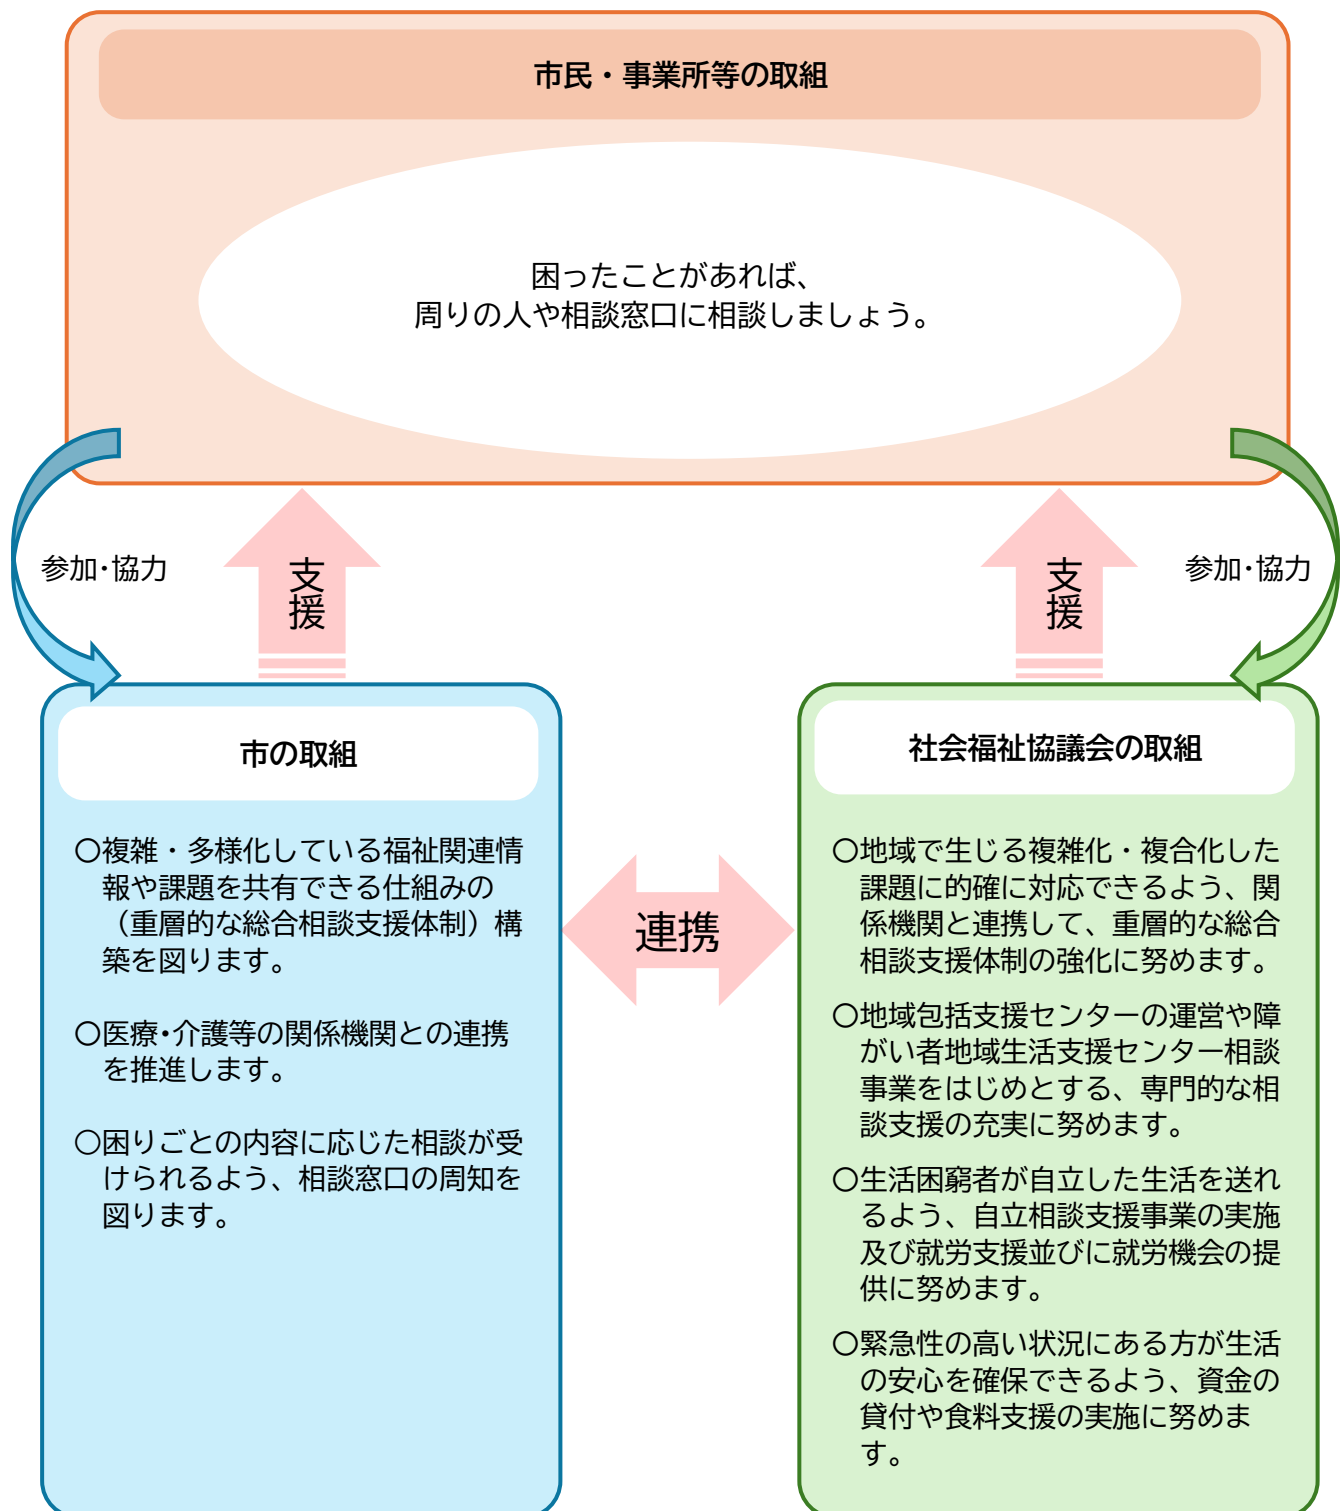 市民・事業所等の取組
困ったことがあれば、
周りの人や相談窓口に相談しましょう。
参加・協力
支援
支援
参加・協力
市の取組
〇複雑・多様化している福祉関連情
報や課題を共有できる仕組みの
（重層的な総合相談支援体制）構
築を図ります。
〇医療・介護等の関係機関との連携
を推進します。
〇困りごとの内容に応じた相談が受
けられるよう、相談窓口の周知を
図ります。
連携
社会福祉協議会の取組
〇地域で生じる複雑化・複合化した
課題に的確に対応できるよう、関
係機関と連携して、重層的な総合
相談支援体制の強化に努めます。
〇地域包括支援センターの運営や障
がい者地域生活支援センター相談
事業をはじめとする、専門的な相
談支援の充実に努めます。
〇生活困窮者が自立した生活を送れ
るよう、自立相談支援事業の実施
及び就労支援並びに就労機会の提
供に努めます。
〇緊急性の高い状況にある方が生活
の安心を確保できるよう、資金の
貸付や食料支援の実施に努めま
す。